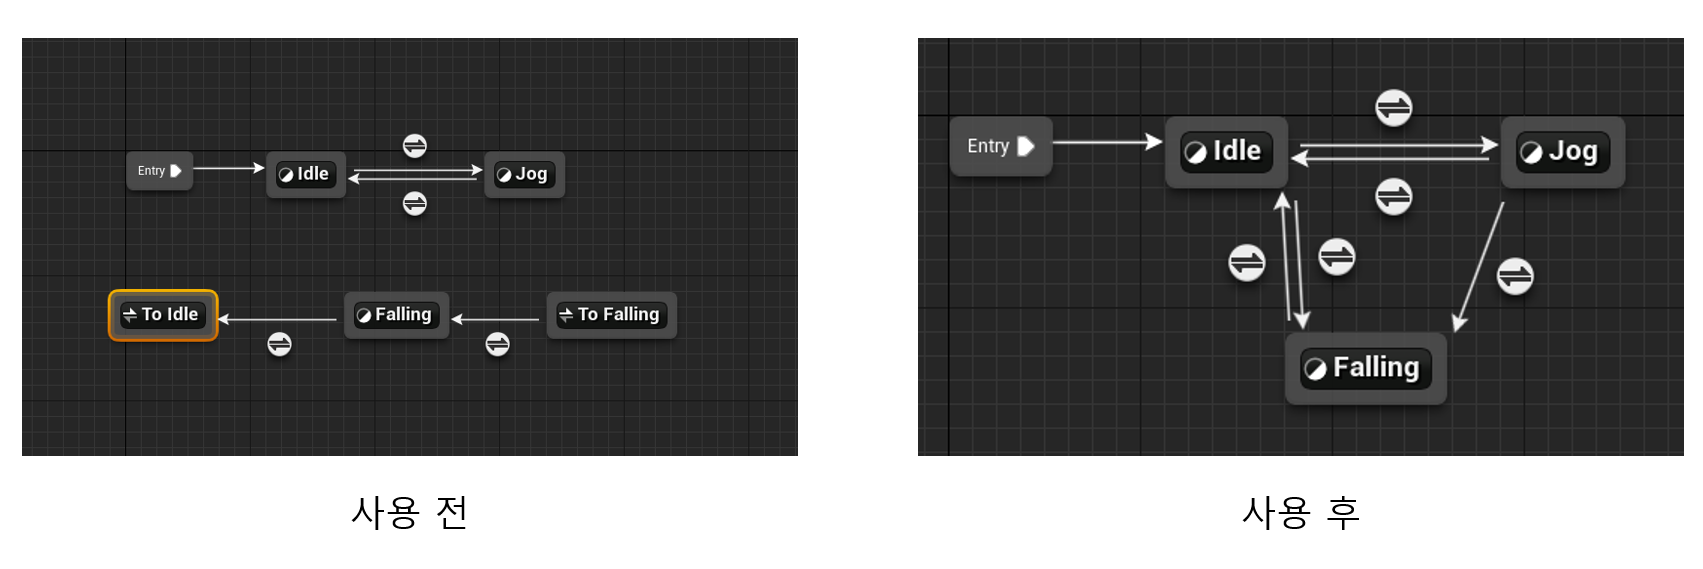 Entry
Idle
Jog
To Idle
Falling
To Falling
사용 전
Entry
Idle
Jog
Falling
사용 후